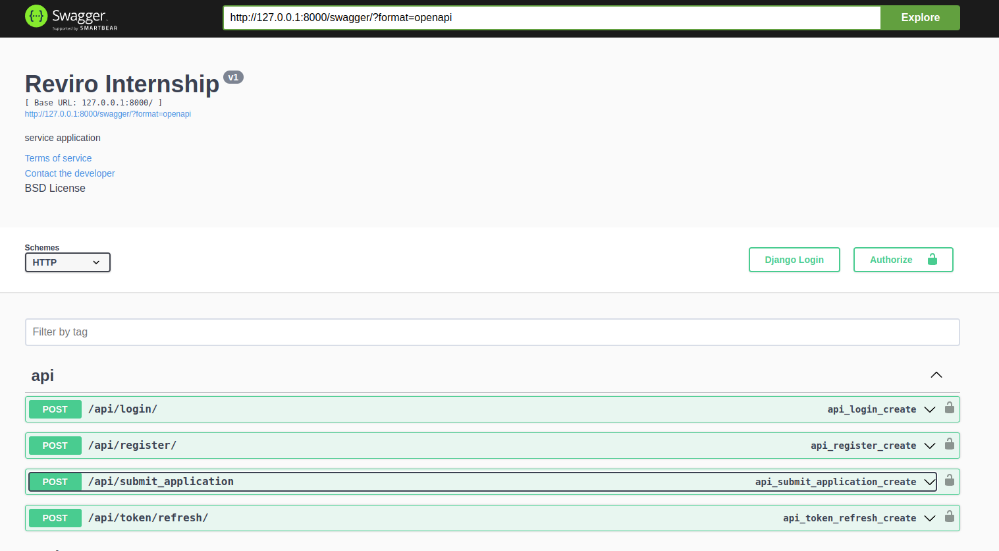 {···} Swagger
Supported by SMARTBEAR
http://127.0.0.1:8000/swagger/?format=openapi
Explore
Reviro Internship v1
[ Base URL: 127.0.0.1:8000/ ]
http://127.0.0.1:8000/swagger/?format=openapi
service application
Terms of service
Contact the developer
BSD License
Schemes
HTTP
Django Login
Authorize
Filter by tag
api
POST /api/login/ api_login_create
POST /api/register/ api_register_create
POST /api/submit_application api_submit_application_create
POST /api/token/refresh/ api_token_refresh_create